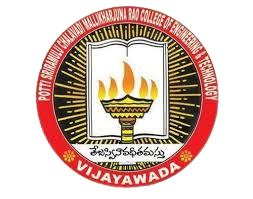 POTTI SRIRAMULU CHALAVADI MALLIKHARJUNA RAO COLLEGE OF ENGINEERING & TECHNOLOGY
తేజస్వినావధీతమస్తు
VIJAYAWADA